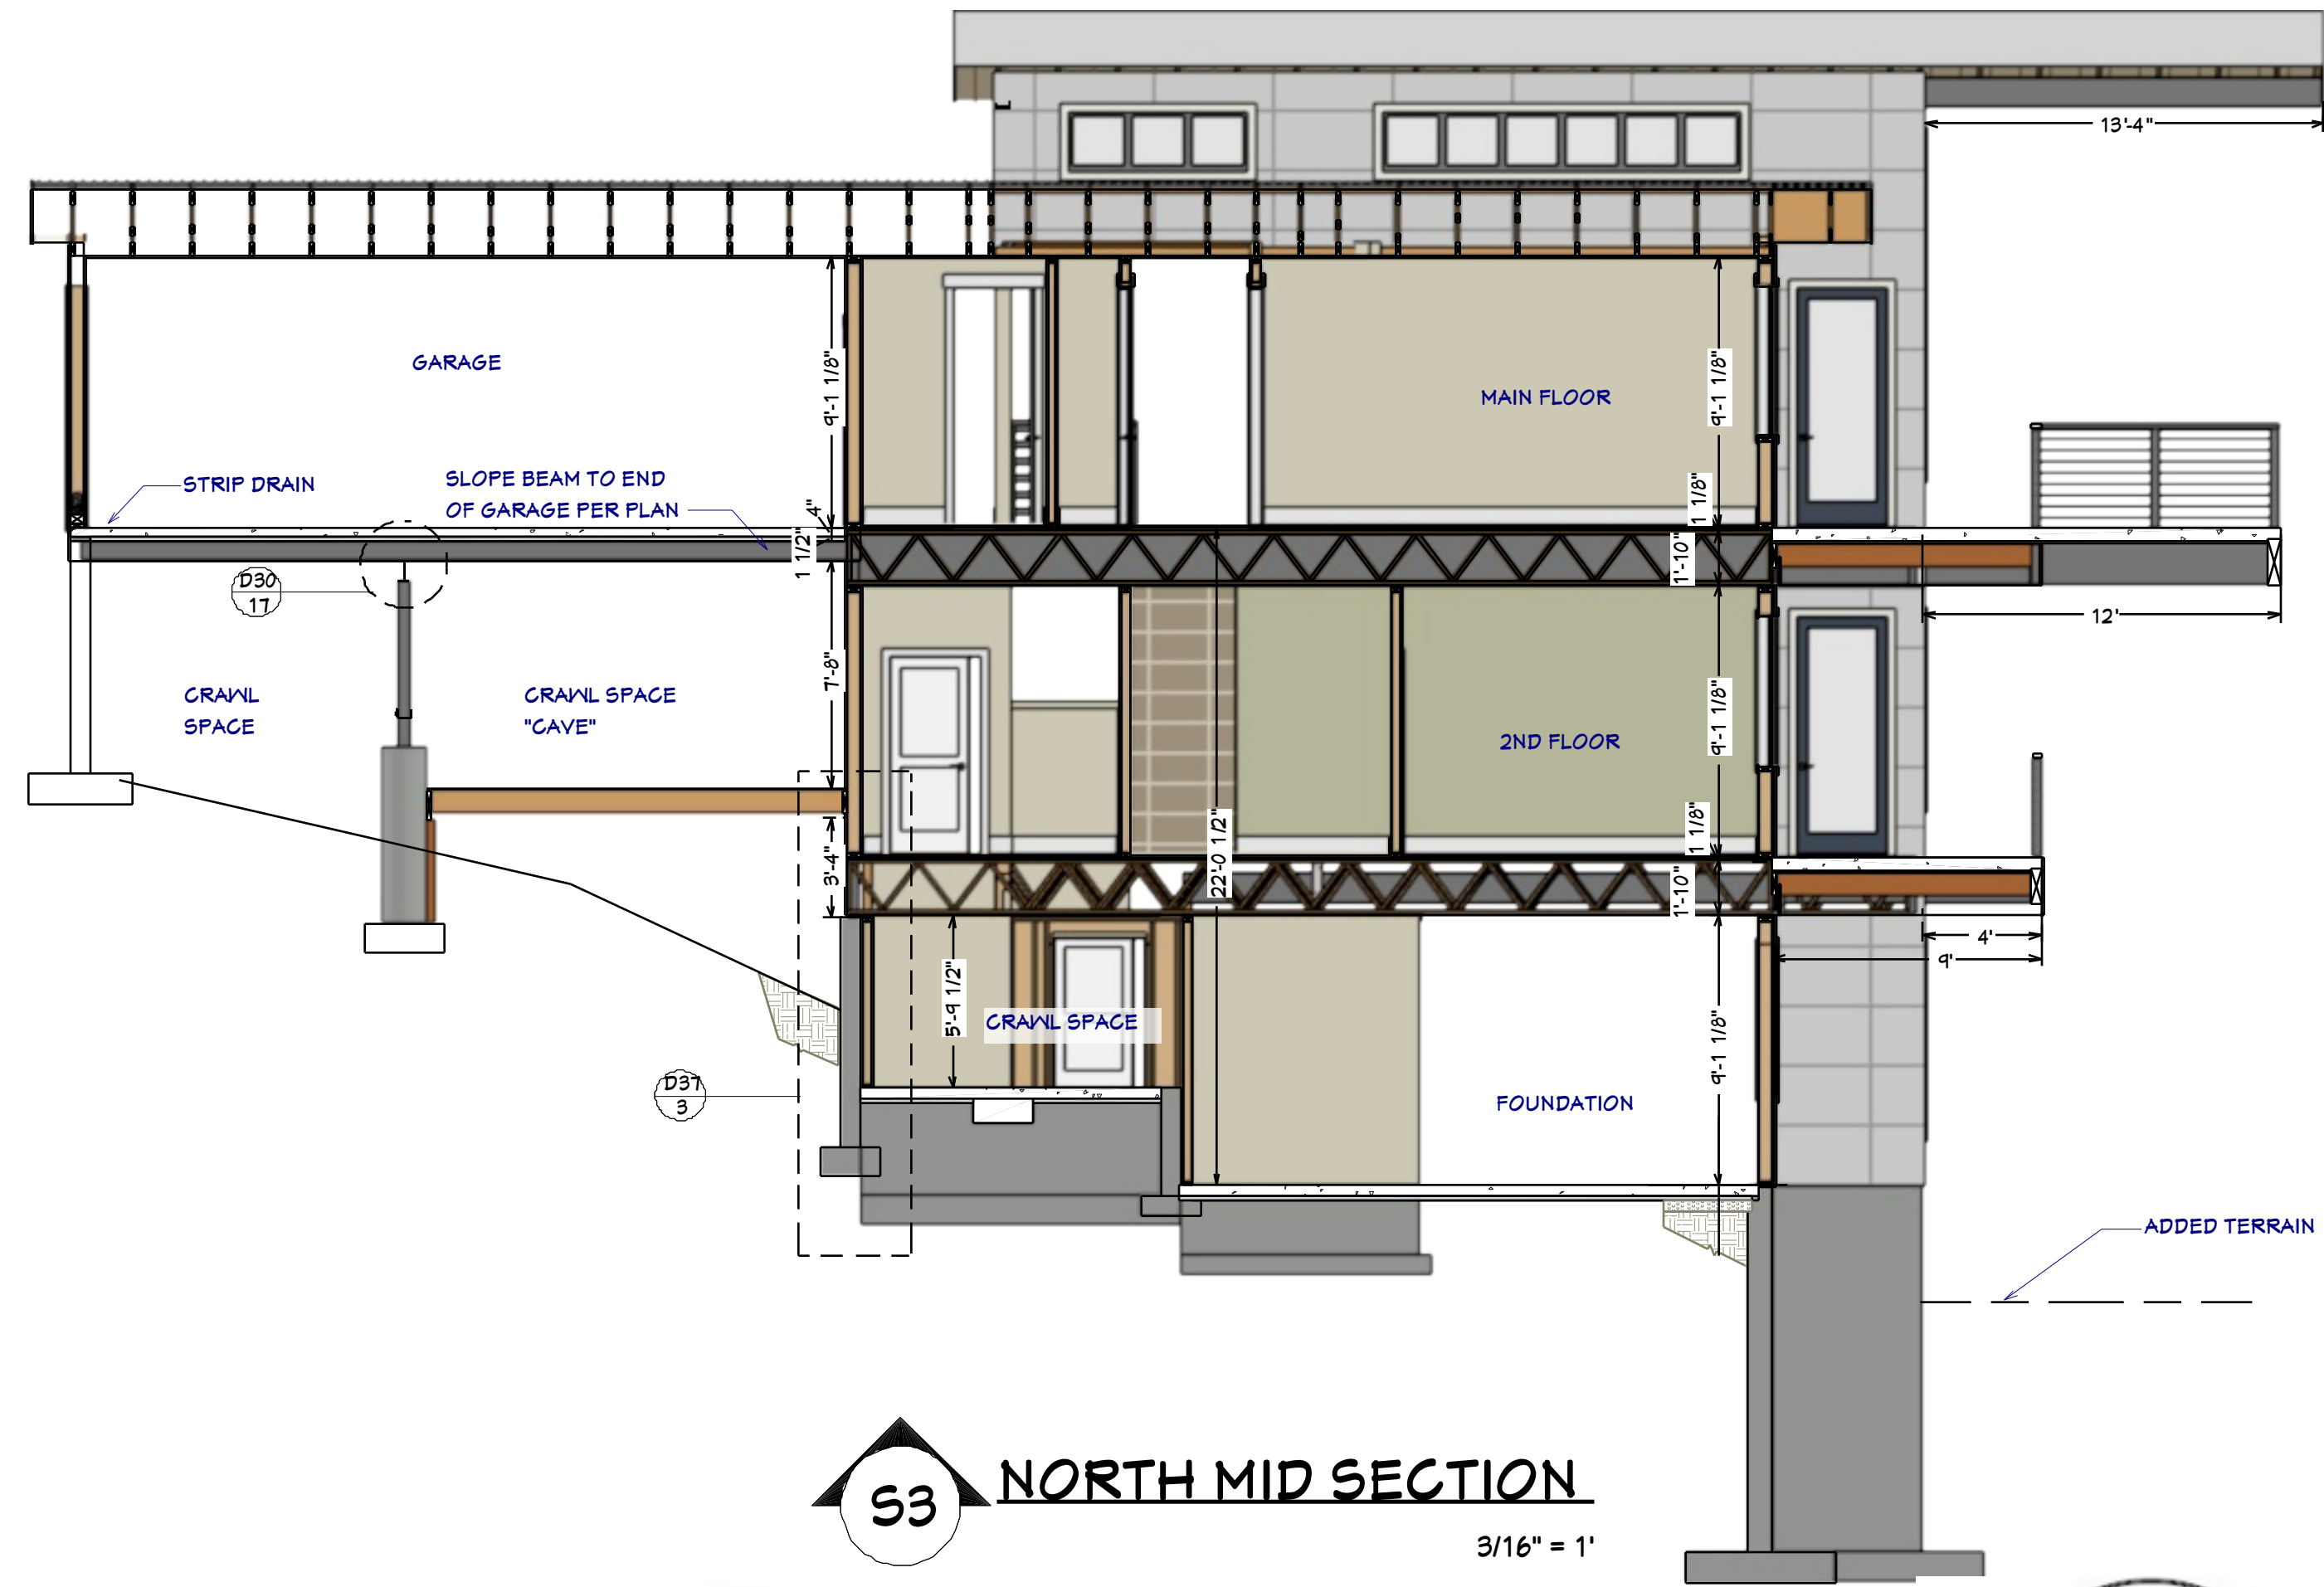 13'-4"
GARAGE
9'-1 1/8"
MAIN FLOOR
9'-1 1/8"
STRIP DRAIN
SLOPE BEAM TO END
OF GARAGE PER PLAN
4"
1 1/2"
1 1/8"
1'-10"
D30
17
12'
CRAWL
SPACE
CRAWL SPACE
"CAVE"
7'-8"
2ND FLOOR
9'-1 1/8"
3'-4"
22'-0 1/2"
1 1/8"
1'-10"
4'
9'
5'-9 1/2"
CRAWL SPACE
9'-1 1/8"
D37
3
FOUNDATION
ADDED TERRAIN
S3
NORTH MID SECTION
3/16" = 1'